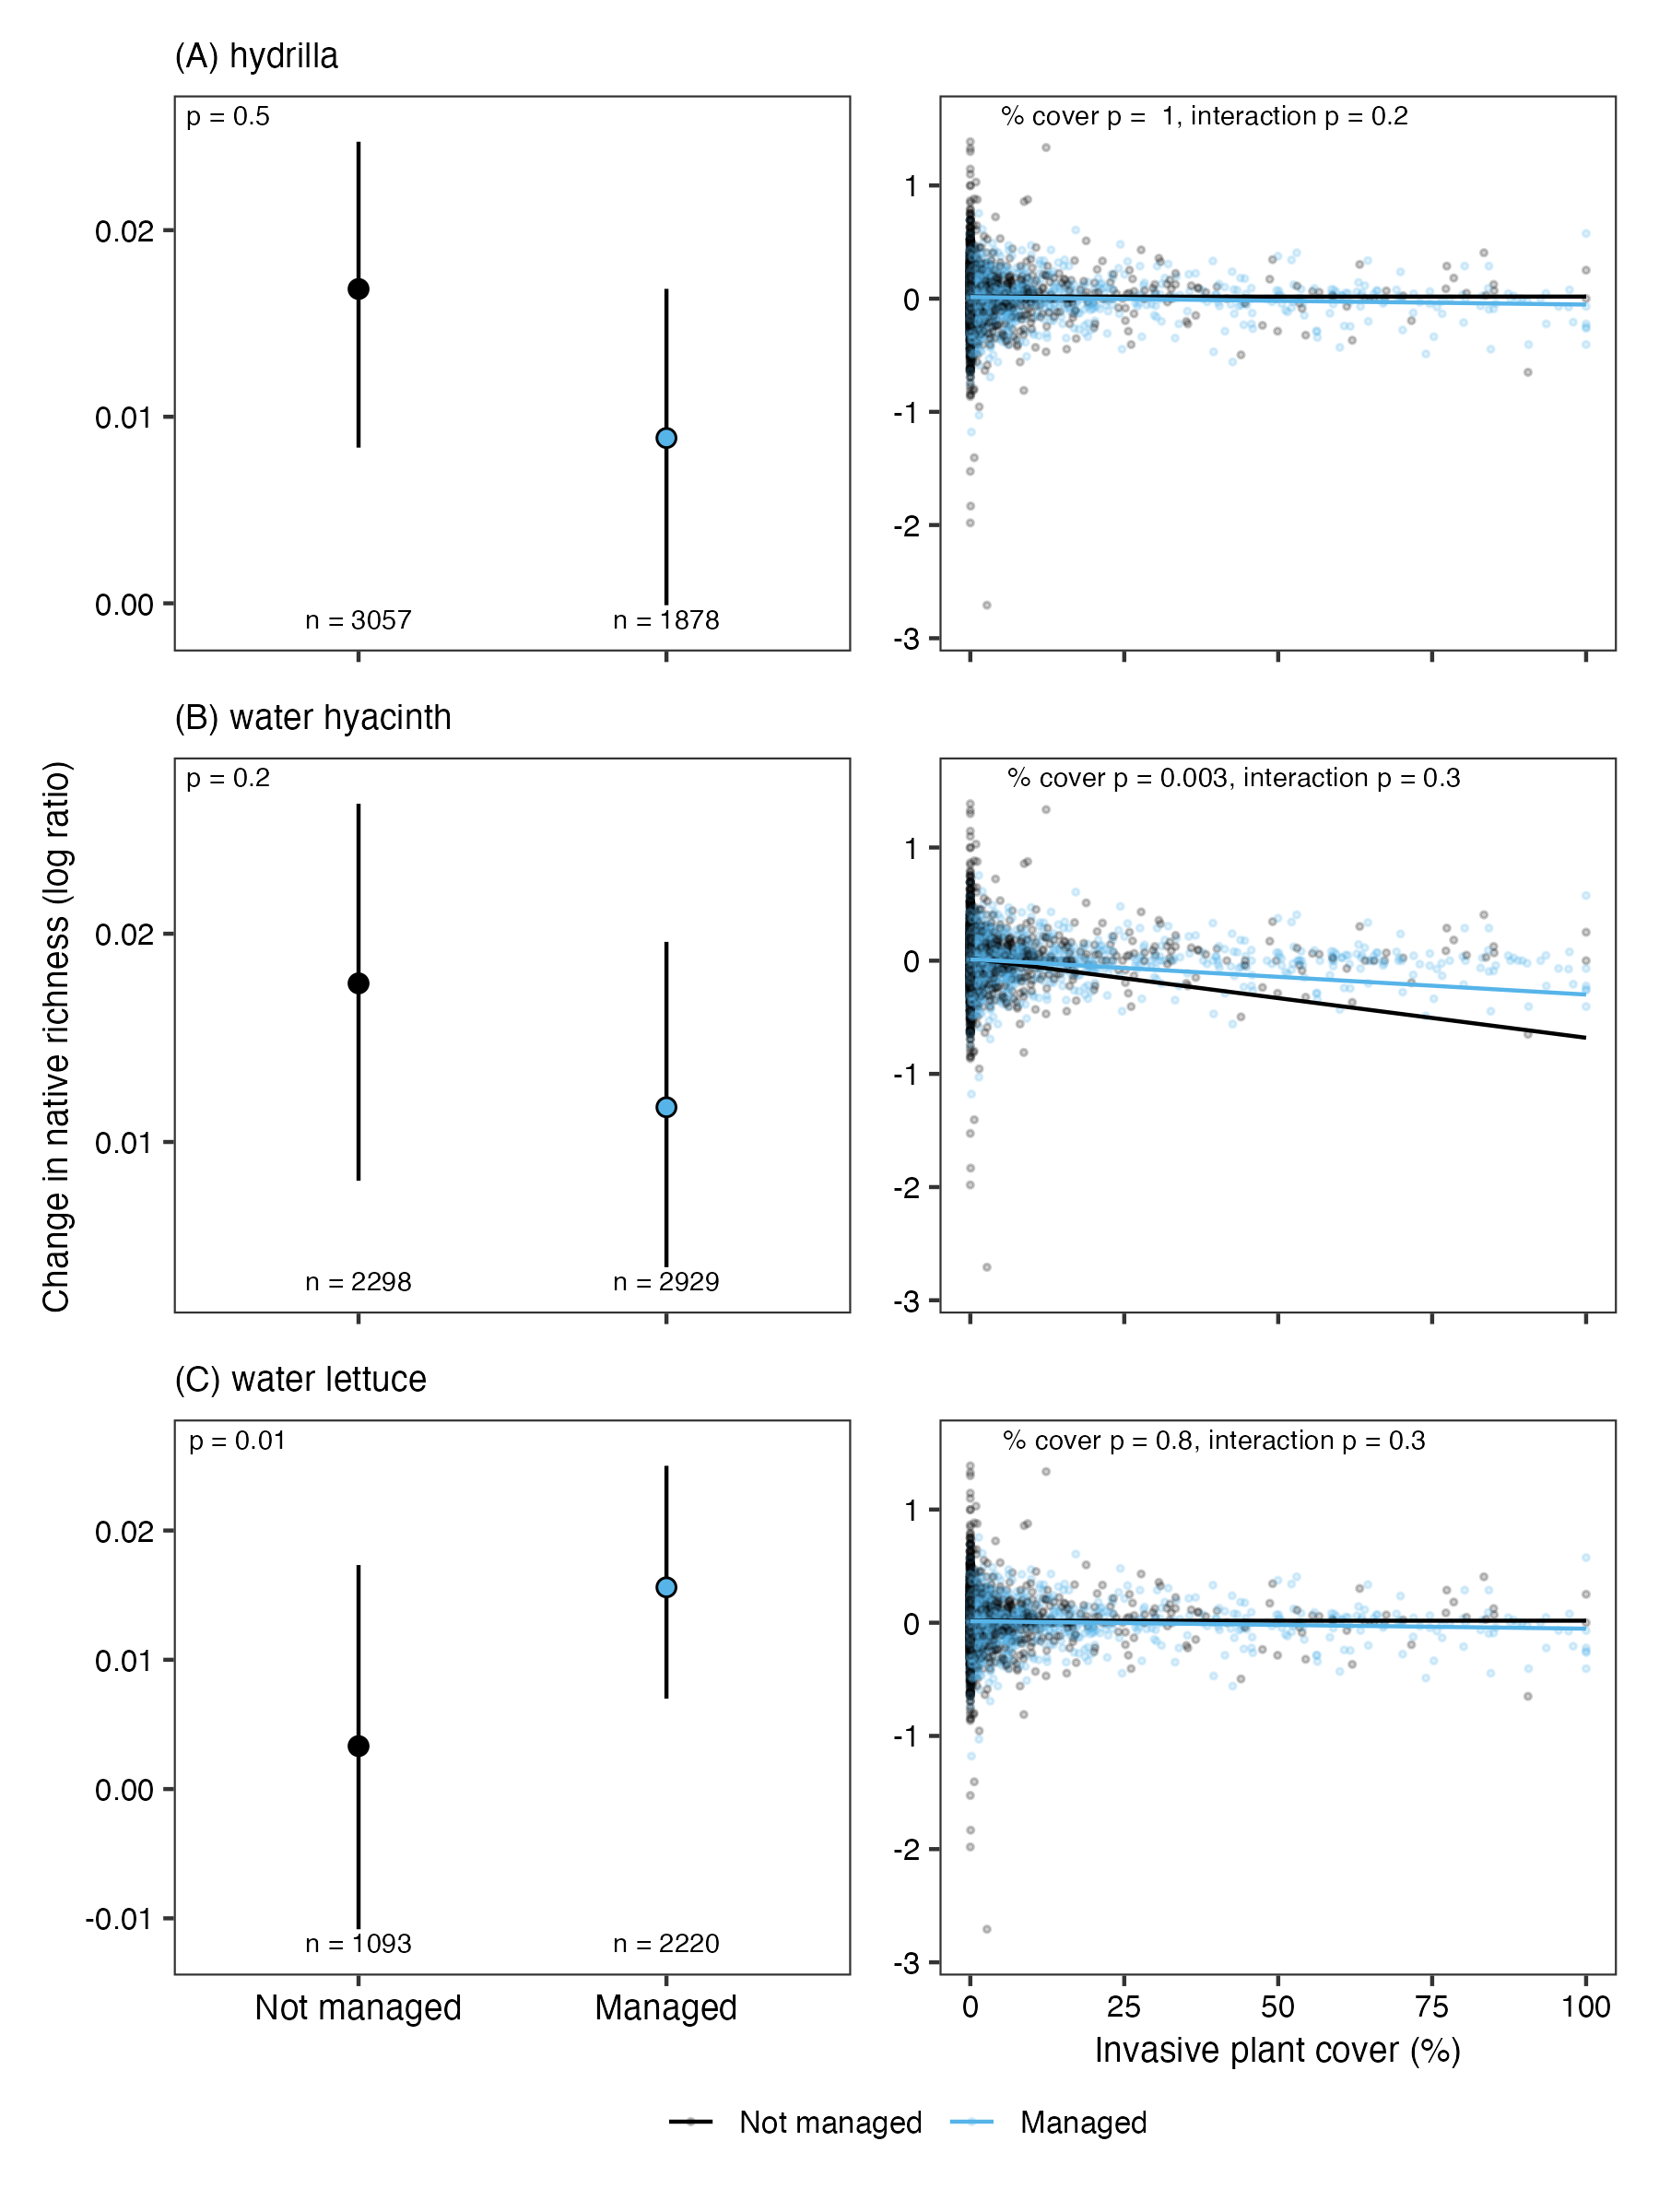 Change in native richness (log ratio)
(A) hydrilla
p = 0.5
0.02
0.01
0.00
n = 3057
n = 1878
% cover p =  1, interaction p = 0.2
1
0
-1
-2
-3
(B) water hyacinth
p = 0.2
0.02
0.01
n = 2298
n = 2929
% cover p = 0.003, interaction p = 0.3
1
0
-1
-2
-3
(C) water lettuce
p = 0.01
0.02
0.01
0.00
-0.01
n = 1093
n = 2220
Not managed
Managed
% cover p = 0.8, interaction p = 0.3
1
0
-1
-2
-3
0 25 50 75 100
Invasive plant cover (%)
Not managed Managed